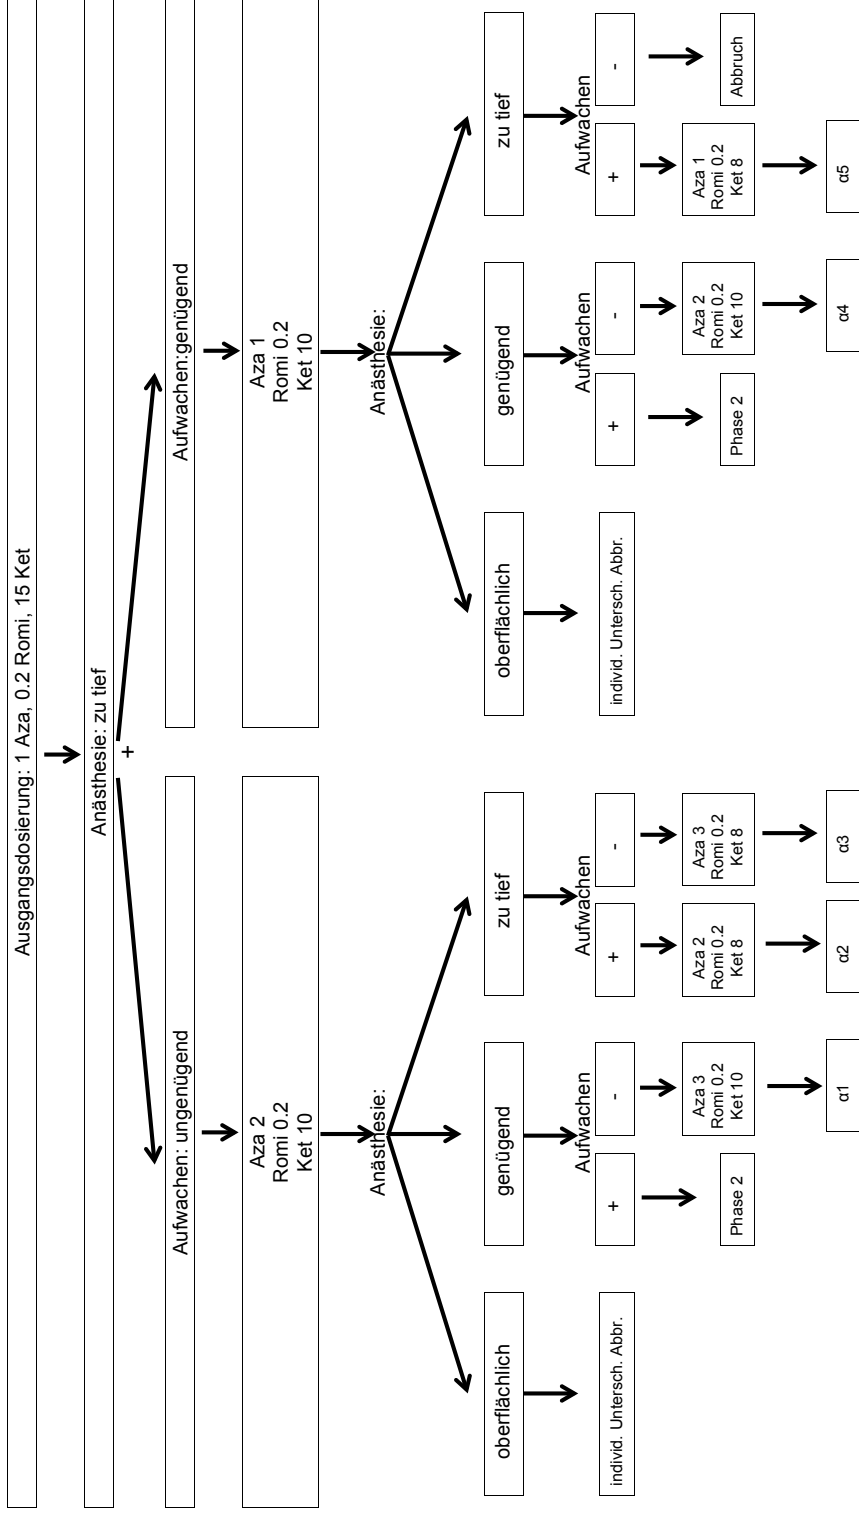 Ausgangsdosierung: 1 Aza, 0.2 Romi, 15 Ket
Anästhesie: zu tief
+
Aufwachen: ungenügend
Aufwachen:genügend
Aza 2
Romi 0.2
Ket 10
Aza 1
Romi 0.2
Ket 10
Anästhesie:
Anästhesie:
oberflächlich
genügend
zu tief
oberflächlich
genügend
zu tief
Aufwachen
Aufwachen
Aufwachen
Aufwachen
individ. Untersch. Abbr.
+
-
+
-
individ. Untersch. Abbr.
+
-
+
-
Phase 2
Aza 3
Romi 0.2
Ket 10
Aza 2
Romi 0.2
Ket 8
Aza 3
Romi 0.2
Ket 8
Phase 2
Aza 2
Romi 0.2
Ket 10
Aza 1
Romi 0.2
Ket 8
Abbruch
α1
α2
α3
α4
α5